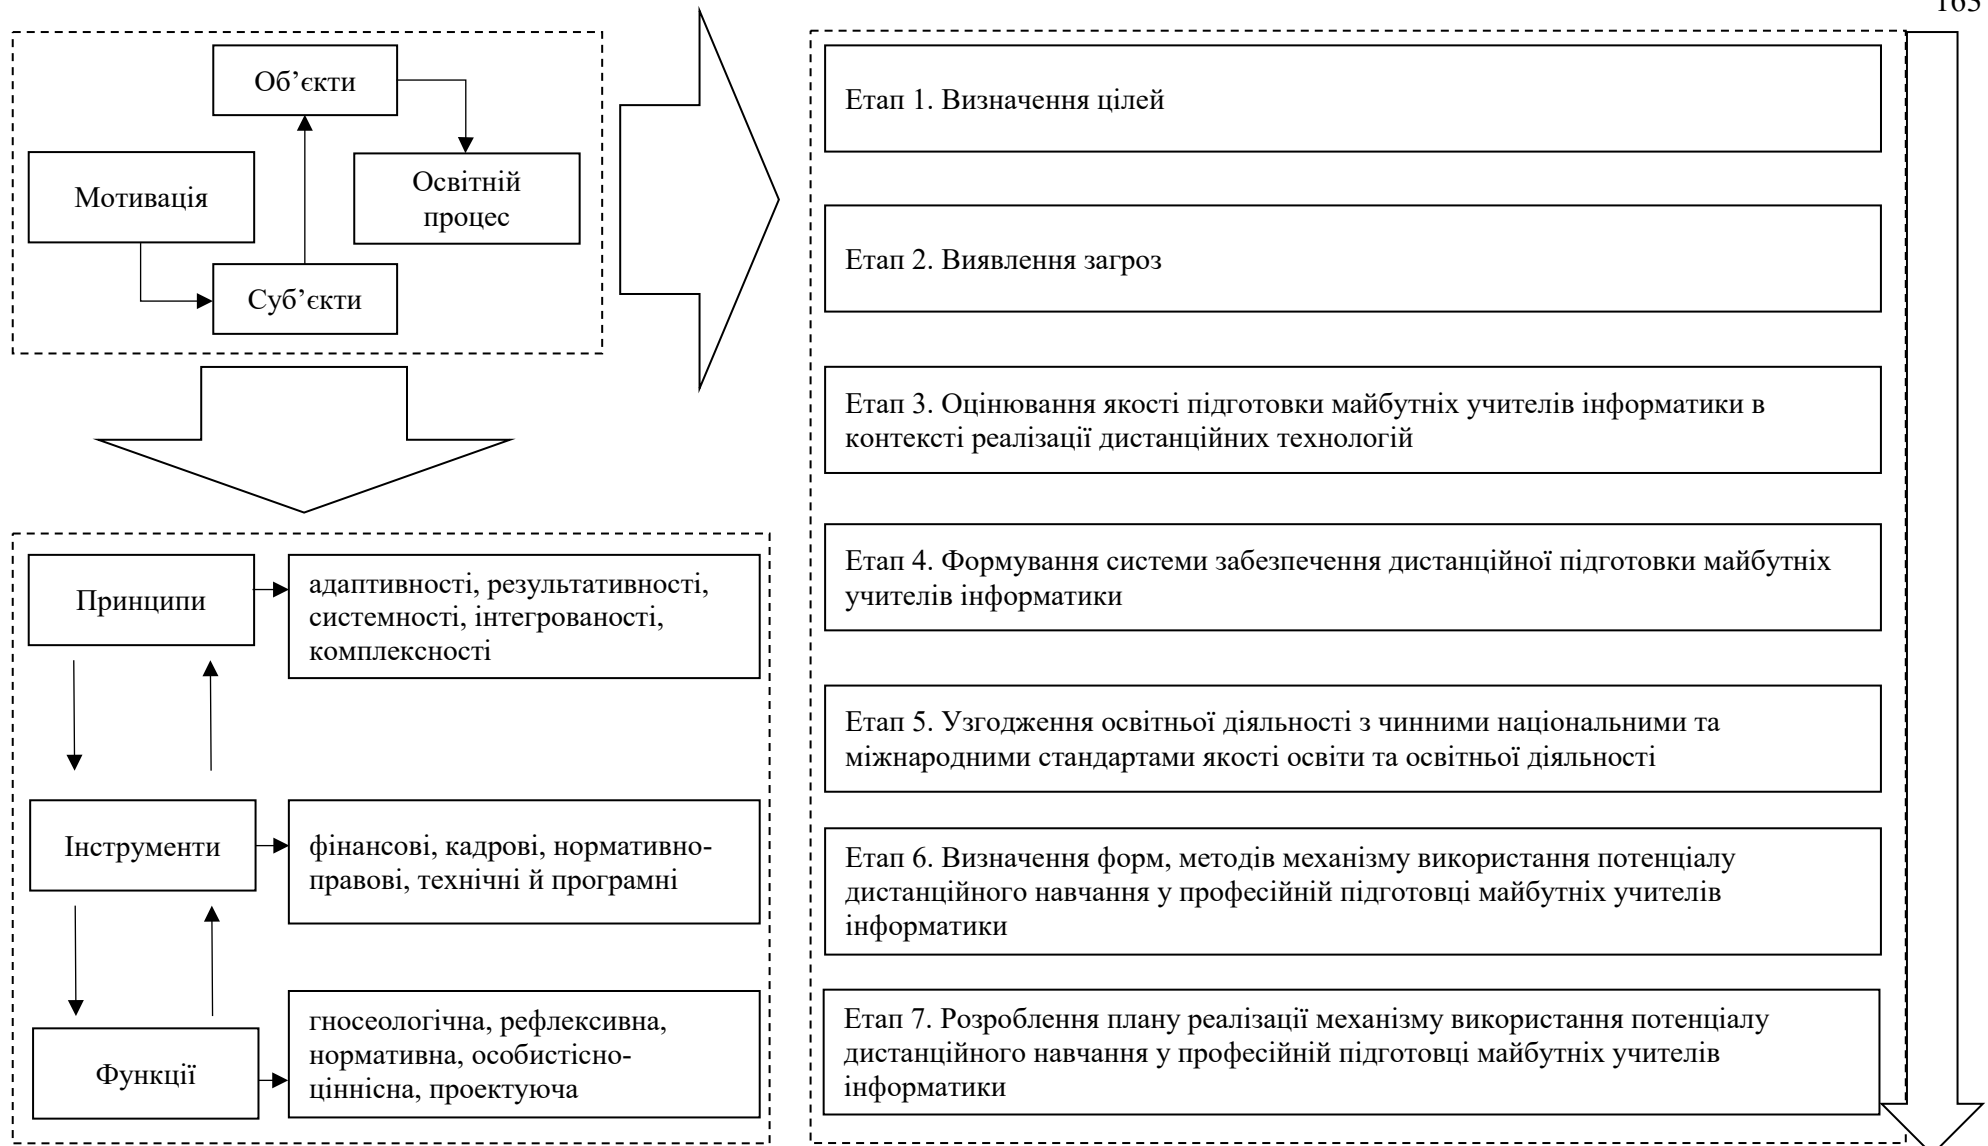 163
Об’єкти
Мотивація
Освітній
процес
Суб’єкти
Принципи
адаптивності, результативності,
системності, інтегрованості,
комплексності
Інструменти
фінансові, кадрові, нормативно-
правові, технічні й програмні
Функції
гносеологічна, рефлексивна,
нормативна, особистісно-
ціннісна, проектуюча
Етап 1. Визначення цілей
Етап 2. Виявлення загроз
Етап 3. Оцінювання якості підготовки майбутніх учителів інформатики в
контексті реалізації дистанційних технологій
Етап 4. Формування системи забезпечення дистанційної підготовки майбутніх
учителів інформатики
Етап 5. Узгодження освітньої діяльності з чинними національними та
міжнародними стандартами якості освіти та освітньої діяльності
Етап 6. Визначення форм, методів механізму використання потенціалу
дистанційного навчання у професійній підготовці майбутніх учителів
інформатики
Етап 7. Розроблення плану реалізації механізму використання потенціалу
дистанційного навчання у професійній підготовці майбутніх учителів
інформатики